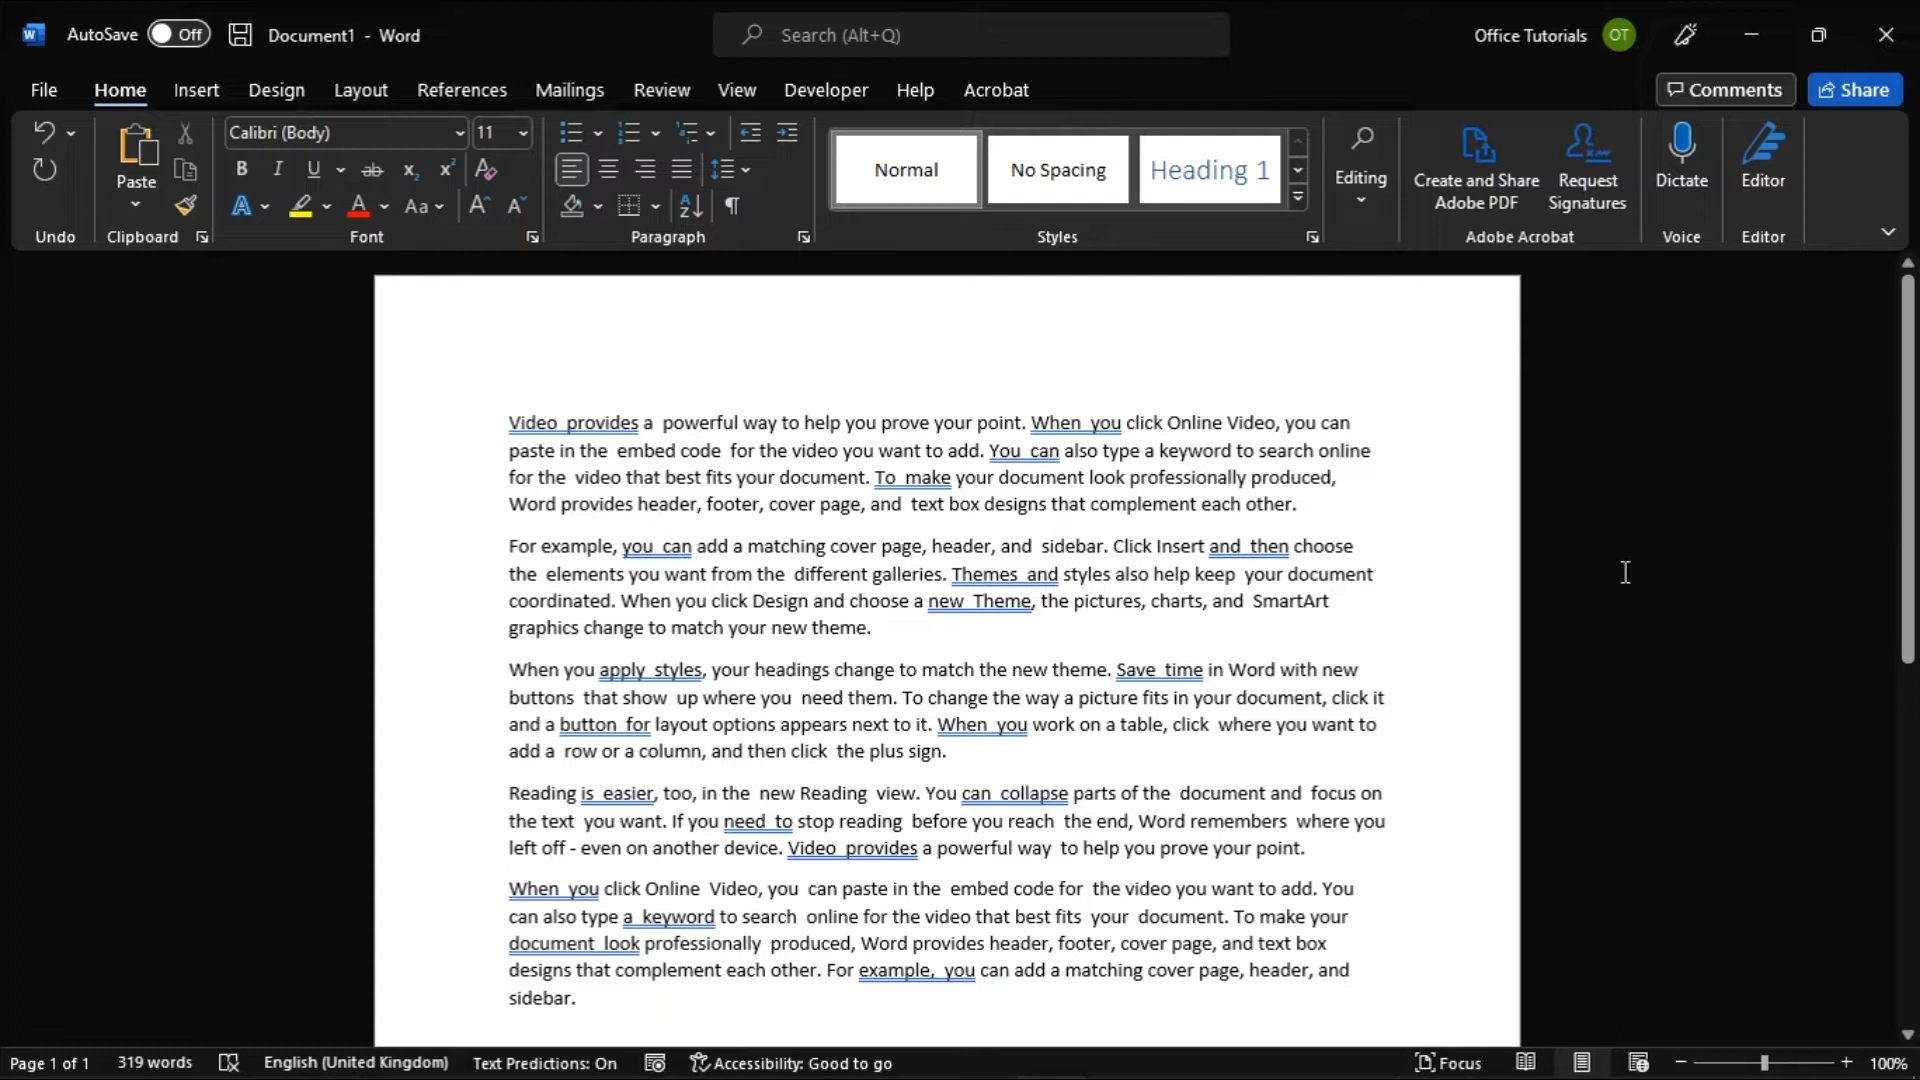 AutoSave Off Document1 - Word Search (Alt+Q) Office Tutorials OT
File Home Insert Design Layout References Mailings Review View Developer Help Acrobat Comments Share
Calibri (Body) 11
Paste
Normal No Spacing Heading 1
Editing
Create and Share Adobe PDF
Request Signatures
Dictate
Editor
Undo Clipboard Font Paragraph Styles Adobe Acrobat Voice Editor
Video  provides a  powerful way to help you prove your point. When  you click Online Video, you can
paste in the  embed code  for the video you want to add. You  can also type a keyword to search online
for the  video that best fits your document. To  make your document look professionally produced,
Word provides header, footer, cover page, and  text box designs that complement each other.
For example, you  can add a matching cover page, header, and  sidebar. Click Insert and  then choose
the  elements you want from the  different galleries. Themes  and styles also help keep  your document
coordinated. When you click Design and choose a new  Theme, the pictures, charts, and  SmartArt
graphics change to match your new theme.
When you apply  styles, your headings change to match the new theme. Save  time in Word with new
buttons  that show  up where you  need them. To change the way a picture fits in your document, click it
and a button  for layout options appears next to it. When  you work on a table, click  where you want to
add a  row or a column, and then click  the plus sign.
Reading is  easier, too, in the  new Reading  view. You can  collapse parts of the  document and  focus on
the text  you want. If you need  to stop reading  before you reach  the end, Word remembers  where you
left off - even on another device. Video  provides a powerful way  to help you prove your point.
When  you click Online  Video, you  can paste in the  embed code for  the video you want to add. You
can also type a  keyword to search  online for the video that best fits  your  document. To make your
document  look professionally  produced, Word provides header, footer, cover page, and text box
designs that complement each other. For example,  you can add a matching cover page, header, and
sidebar.
Page 1 of 1 319 words English (United Kingdom) Text Predictions: On Accessibility: Good to go Focus 100%